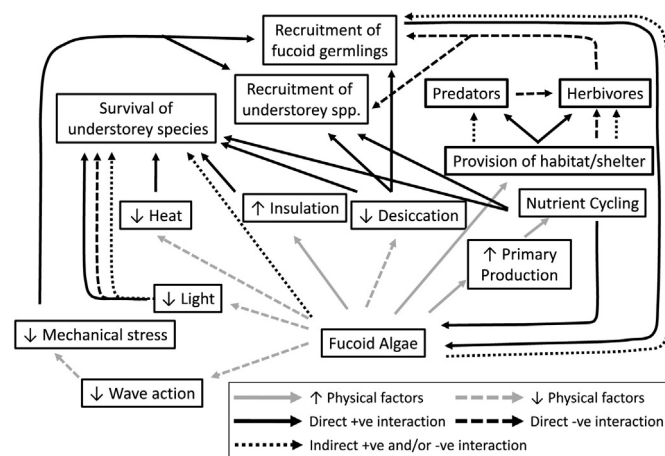 Recruitment of
fucoid germlings
Recruitment of
understorey spp.
Predators
Herbivores
Survival of
understorey species
Provision of habitat/shelter
Nutrient Cycling
↓ Heat
↑ Insulation
↓ Desiccation
↑ Primary
Production
↓ Light
↓ Mechanical stress
Fucoid Algae
↓ Wave action
↑ Physical factors
↓ Physical factors
Direct +ve interaction
Direct -ve interaction
Indirect +ve and/or -ve interaction